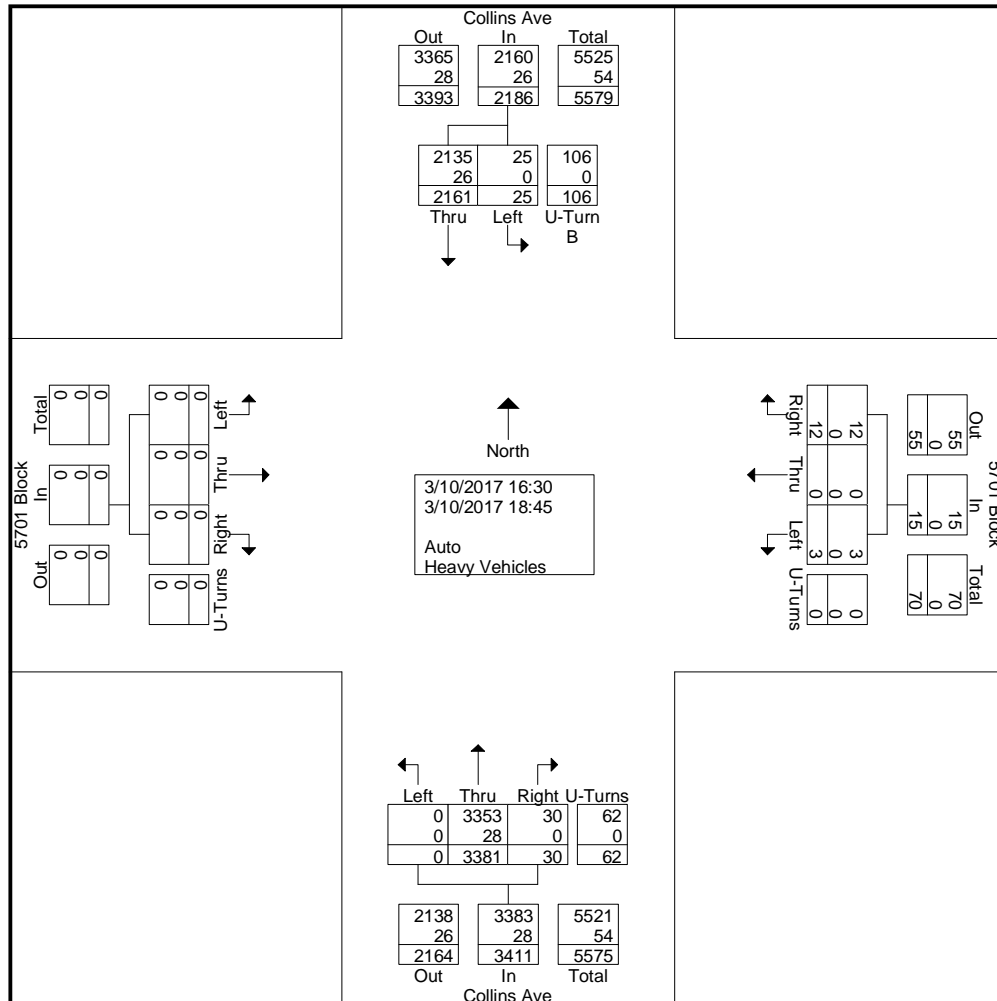 Collins Ave
Out In Total
3365 2160 5525
28 26 54
3393 2186 5579
2135 25 106
26 0 0
2161 25 106
Thru Left U-Turn
B
5701 Block
Total In Out
0 0 0
0 0 0
0 0 0
Left Thru Right U-Turns
0 0 0 0
0 0 0 0
0 0 0 0
North
3/10/2017 16:30
3/10/2017 18:45
Auto
Heavy Vehicles
Right Thru Left U-Turns
12 0 3 0
0 0 0 0
12 0 3 0
Out In Total
55 15 70
0 0 0
55 15 70
5701 Block
Left Thru Right U-Turns
0 3353 30 62
0 28 0 0
0 3381 30 62
2138 3383 5521
26 28 54
2164 3411 5575
Out In Total
Collins Ave